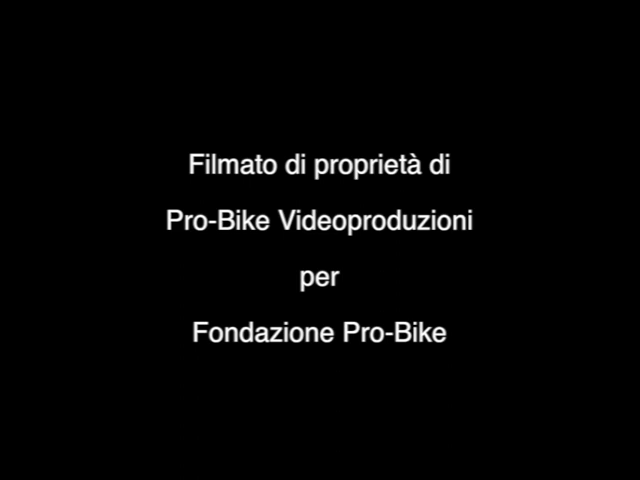 Filmato di proprietà di
Pro-Bike Videoproduzioni
per
Fondazione Pro-Bike